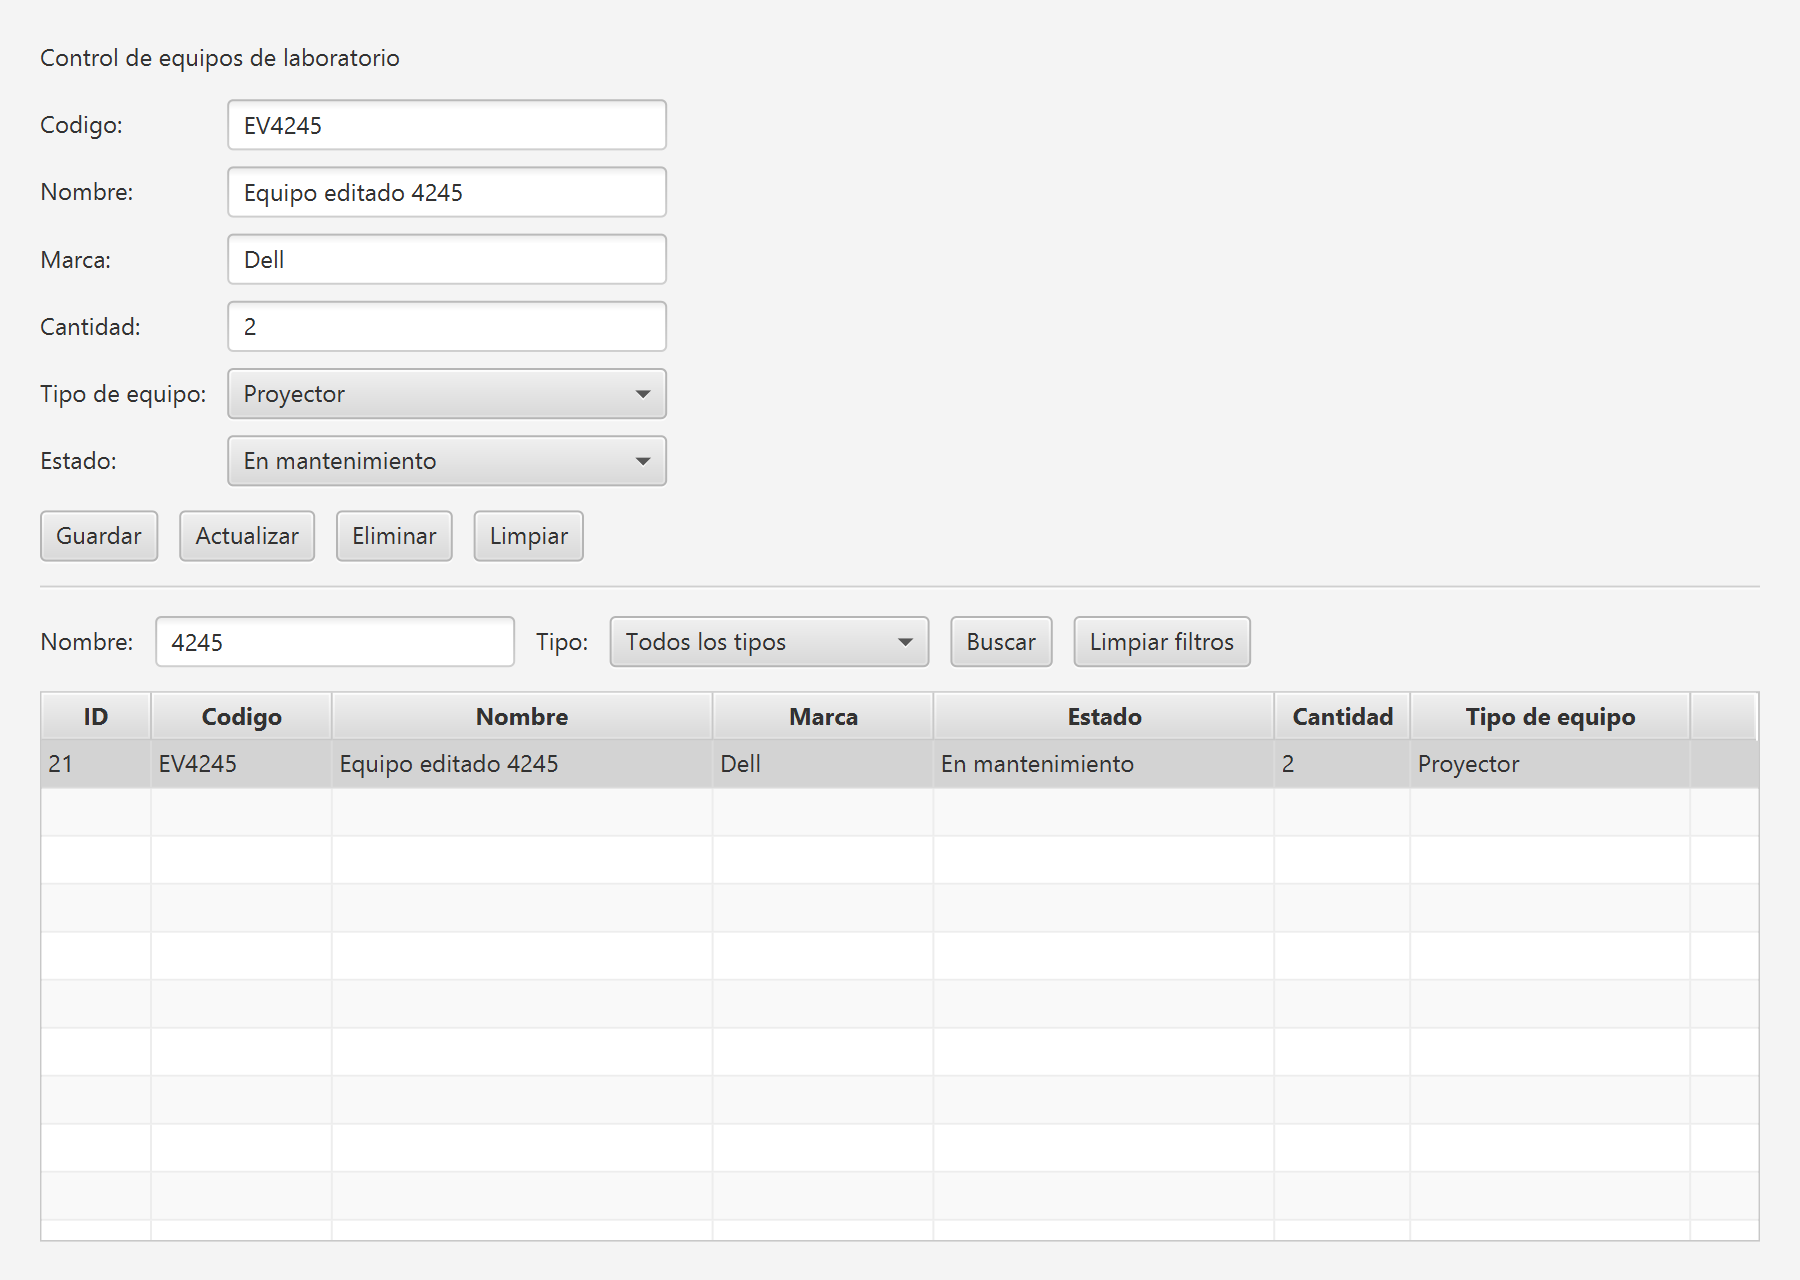 Control de equipos de laboratorio
Codigo: EV4245
Nombre: Equipo editado 4245
Marca: Dell
Cantidad: 2
Tipo de equipo: Proyector
Estado: En mantenimiento
Guardar Actualizar Eliminar Limpiar
Nombre: 4245 Tipo: Todos los tipos Buscar Limpiar filtros
ID Codigo Nombre Marca Estado Cantidad Tipo de equipo
21 EV4245 Equipo editado 4245 Dell En mantenimiento 2 Proyector